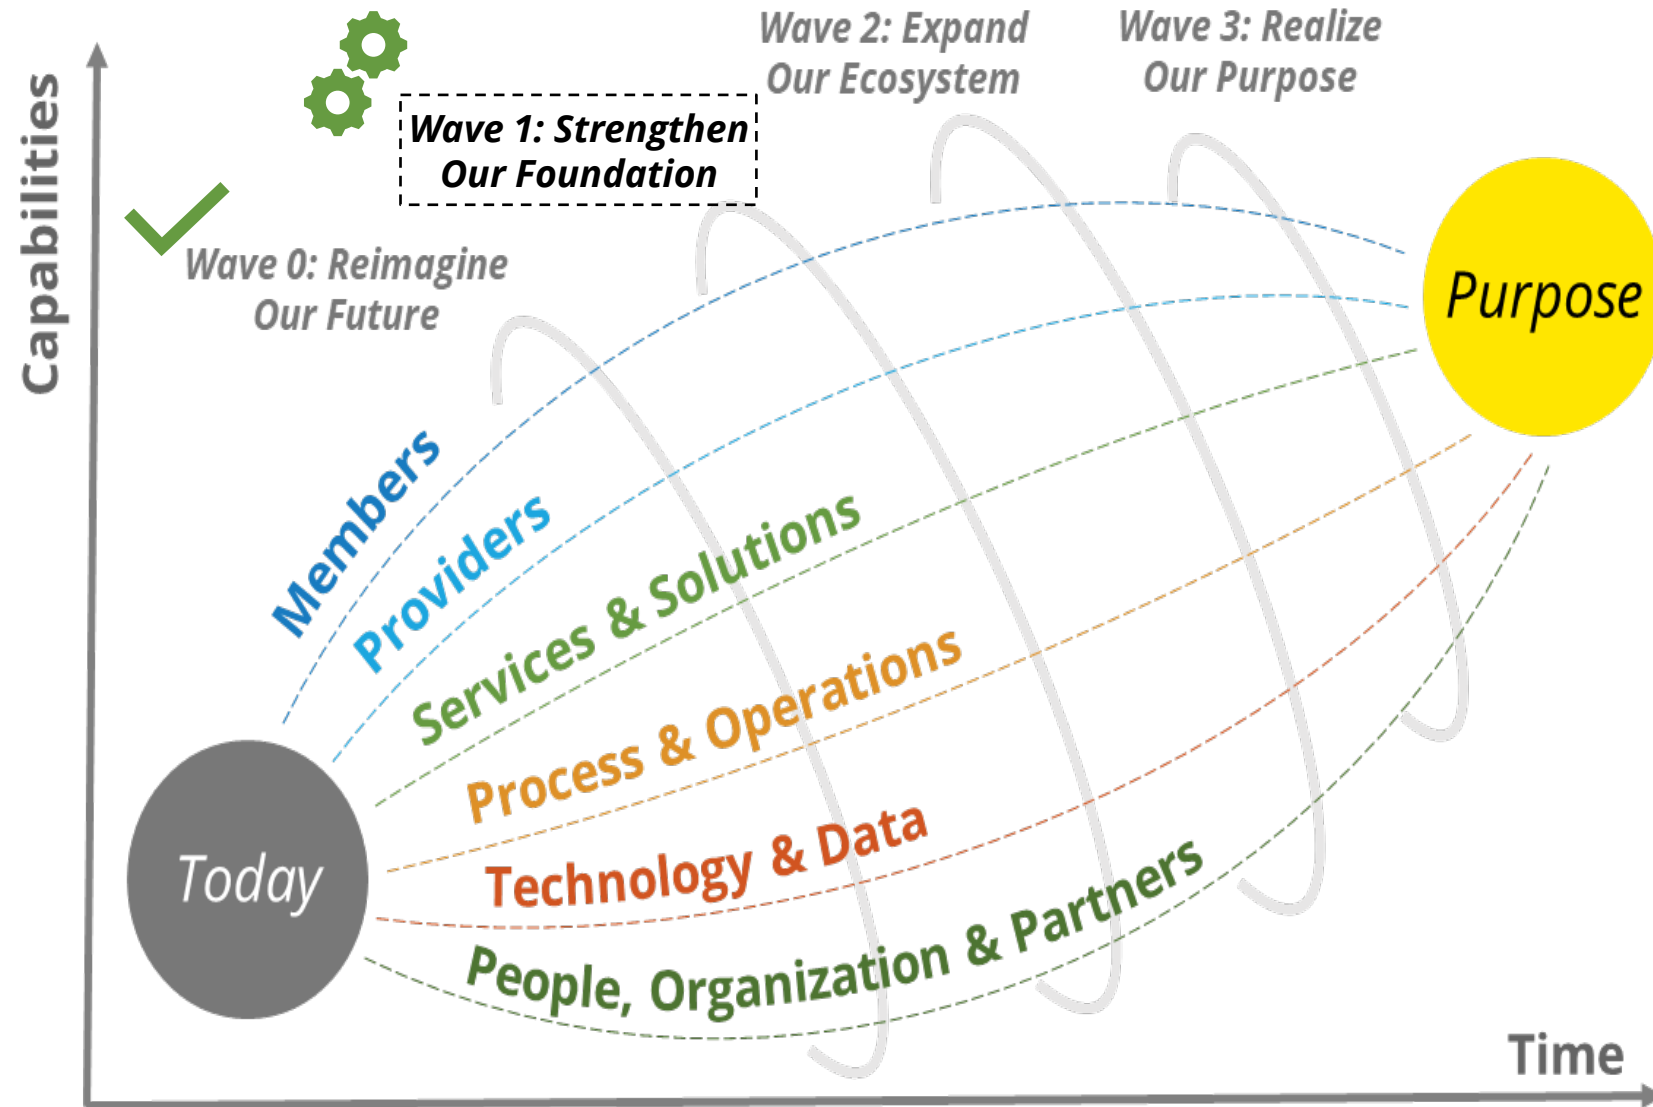 Capabilities
Wave 0: Reimagine
Our Future
Wave 1: Strengthen
Our Foundation
Wave 2: Expand
Our Ecosystem
Wave 3: Realize
Our Purpose
Purpose
Members
Providers
Services & Solutions
Process & Operations
Technology & Data
People, Organization & Partners
Today
Time